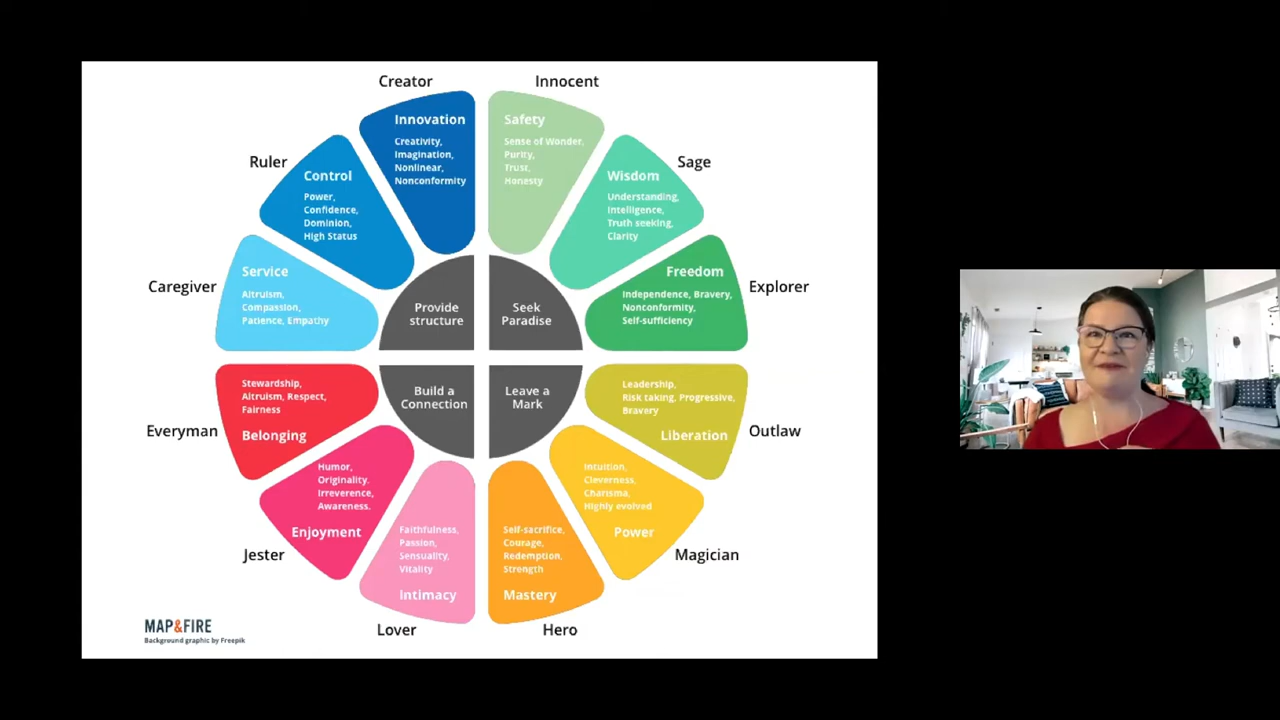 Creator
Innocent
Innovation
Creativity,
Imagination,
Nonlinear,
Nonconformity
Safety
Sense of Wonder,
Purity,
Trust,
Honesty
Ruler
Control
Power,
Confidence,
Dominion,
High Status
Sage
Wisdom
Understanding,
Intelligence,
Truth seeking,
Clarity
Caregiver
Service
Altruism,
Compassion,
Patience, Empathy
Explorer
Freedom
Independence, Bravery,
Nonconformity,
Self-sufficiency
Provide
structure
Seek
Paradise
Build a
Connection
Leave a
Mark
Everyman
Stewardship,
Altruism, Respect,
Fairness
Belonging
Outlaw
Leadership,
Risk taking, Progressive,
Bravery
Liberation
Jester
Humor,
Originality.
Irreverence,
Awareness.
Enjoyment
Magician
Intuition,
Cleverness,
Charisma,
Highly evolved
Power
Lover
Faithfulness,
Passion,
Sensuality,
Vitality
Intimacy
Hero
Self-sacrifice,
Courage,
Redemption,
Strength
Mastery
MAP&FIRE
Background graphic by Freepik